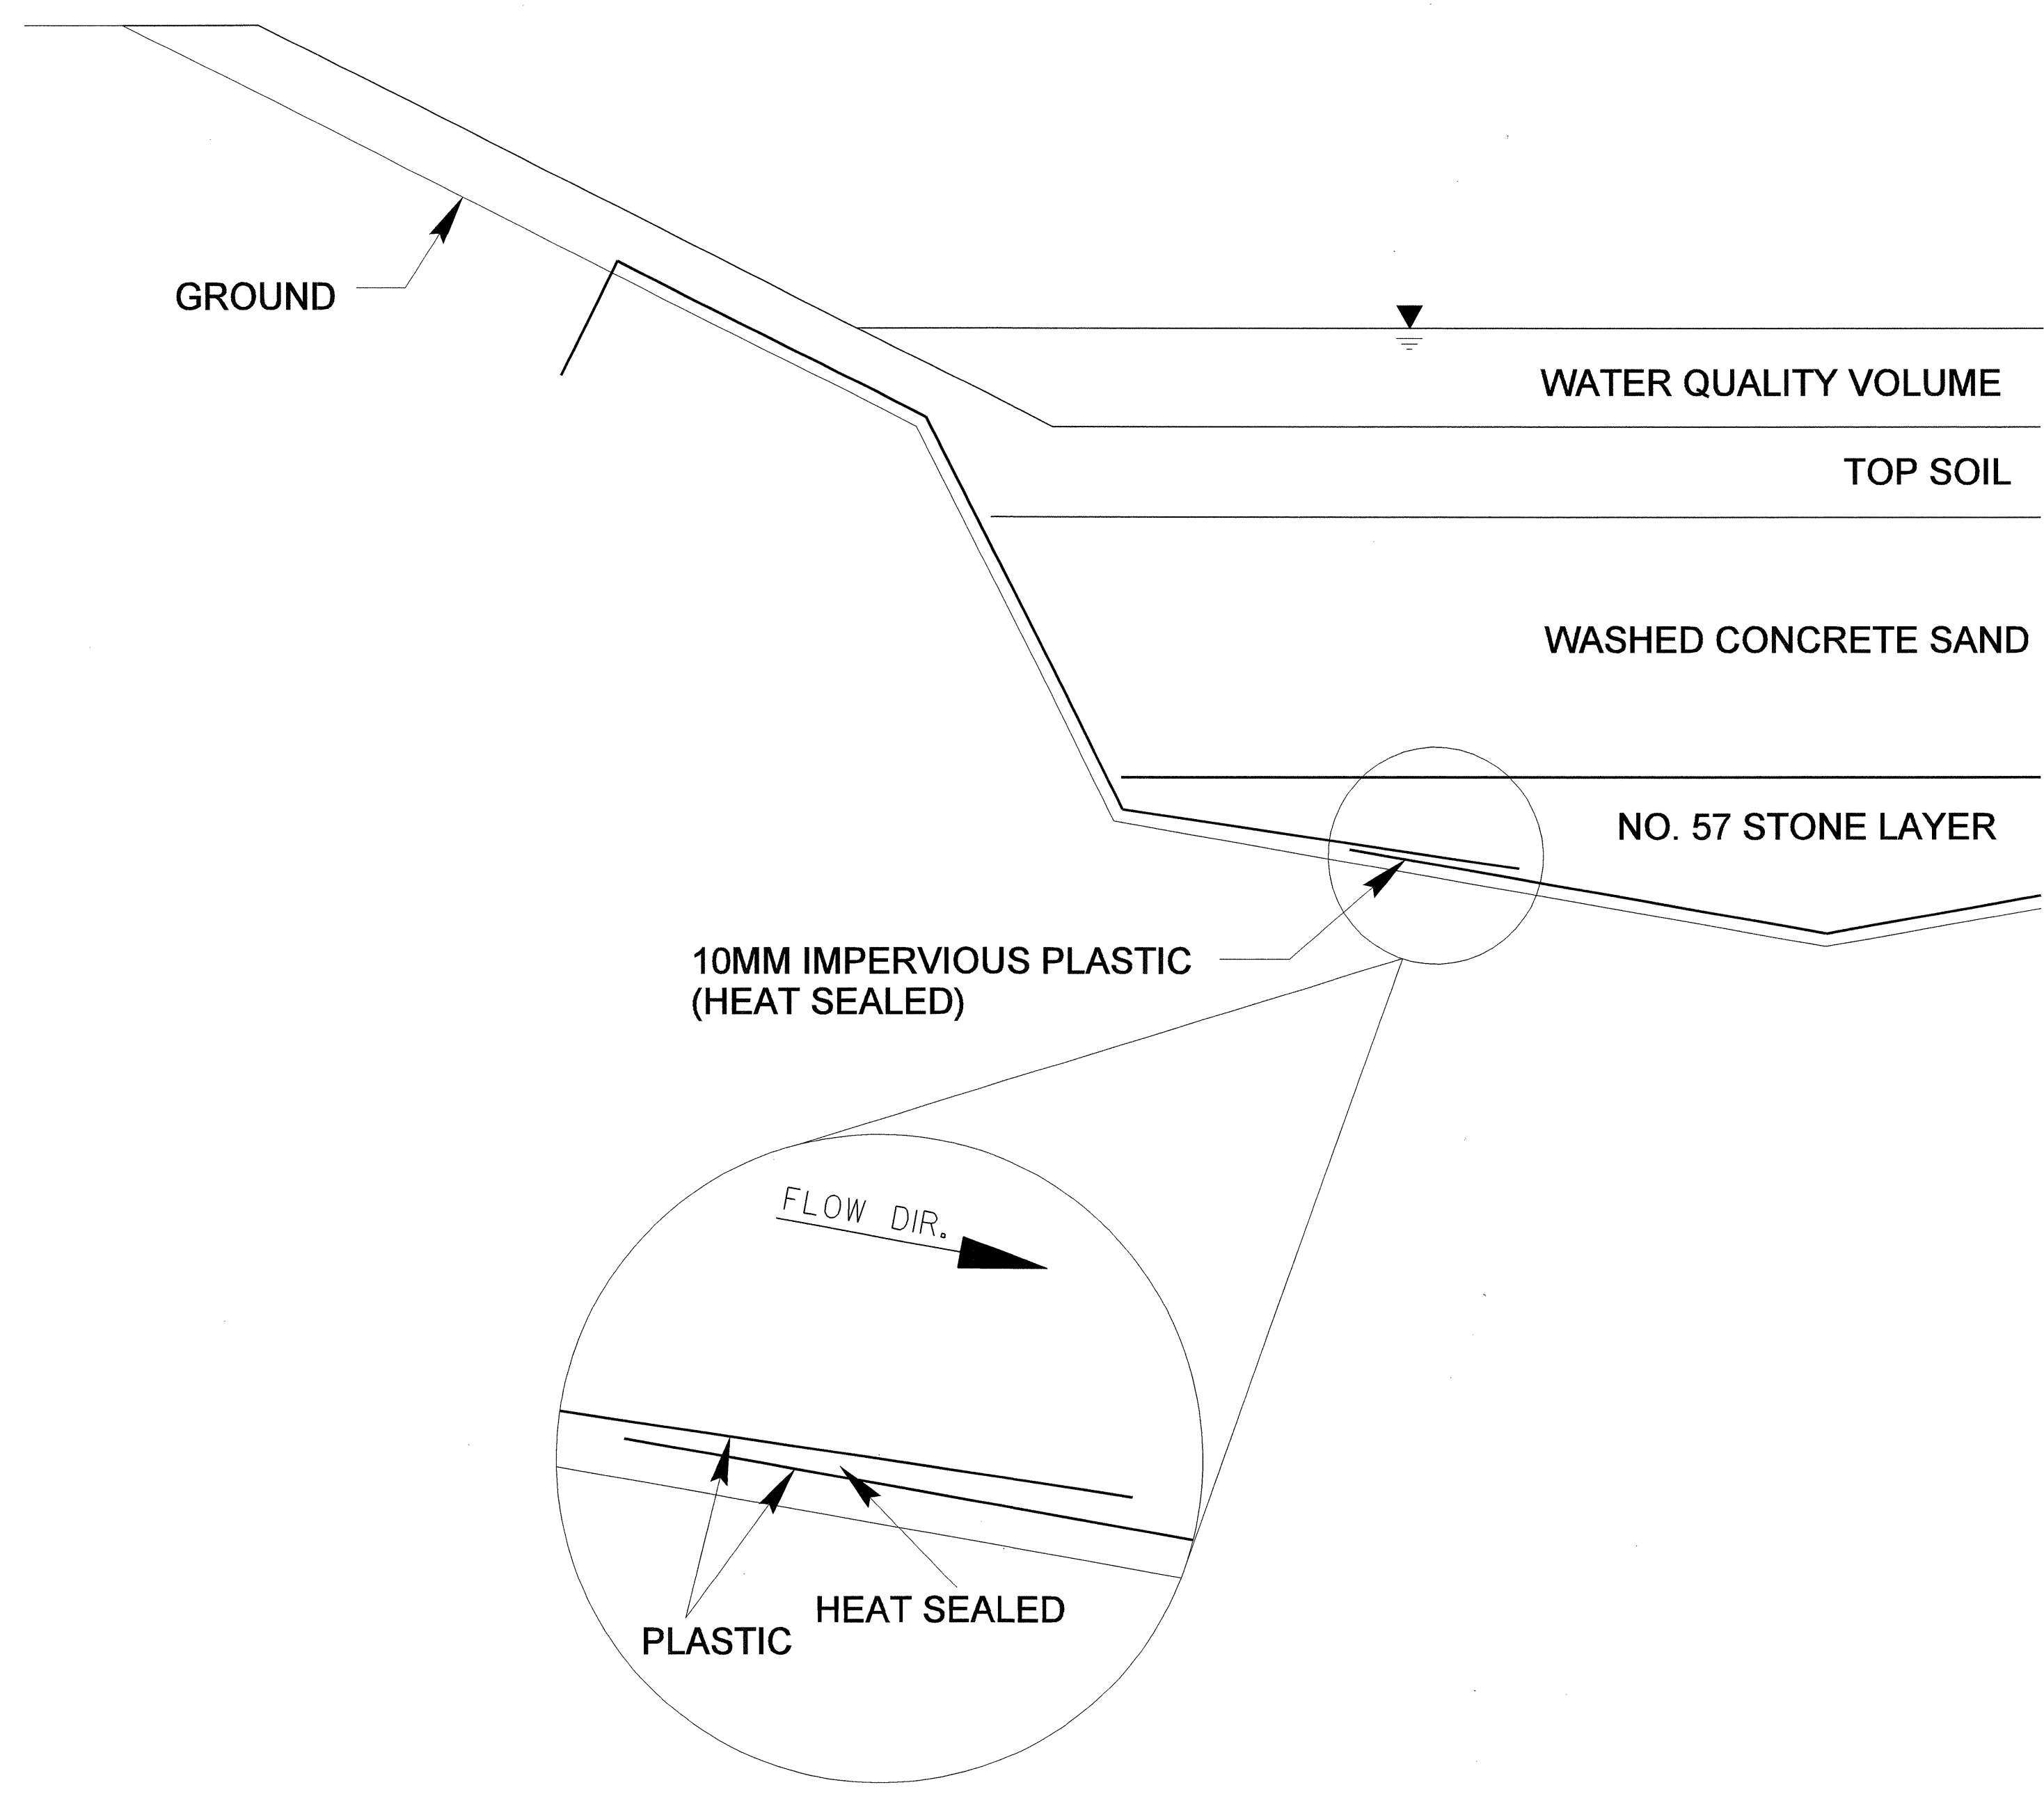 GROUND
WATER QUALITY VOLUME
TOP SOIL
WASHED CONCRETE SAND
NO. 57 STONE LAYER
10MM IMPERVIOUS PLASTIC
(HEAT SEALED)
FLOW DIR.
HEAT SEALED
PLASTIC